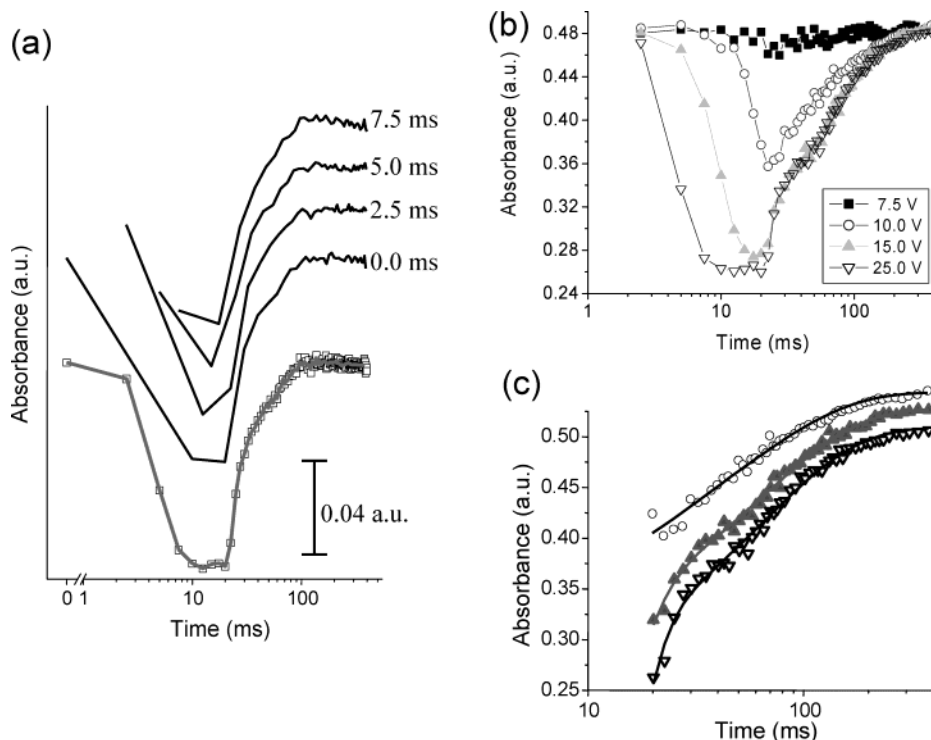 (a)
7.5 ms
5.0 ms
2.5 ms
0.0 ms
0.04 a.u.
Absorbance (a.u.)
0 1 10 100
Time (ms)
(b)
0.48
0.44
0.40
0.36
0.32
0.28
0.24
Absorbance (a.u.)
7.5 V
10.0 V
15.0 V
25.0 V
1 10 100
Time (ms)
(c)
0.50
0.45
0.40
0.35
0.30
0.25
Absorbance (a.u.)
10 100
Time (ms)